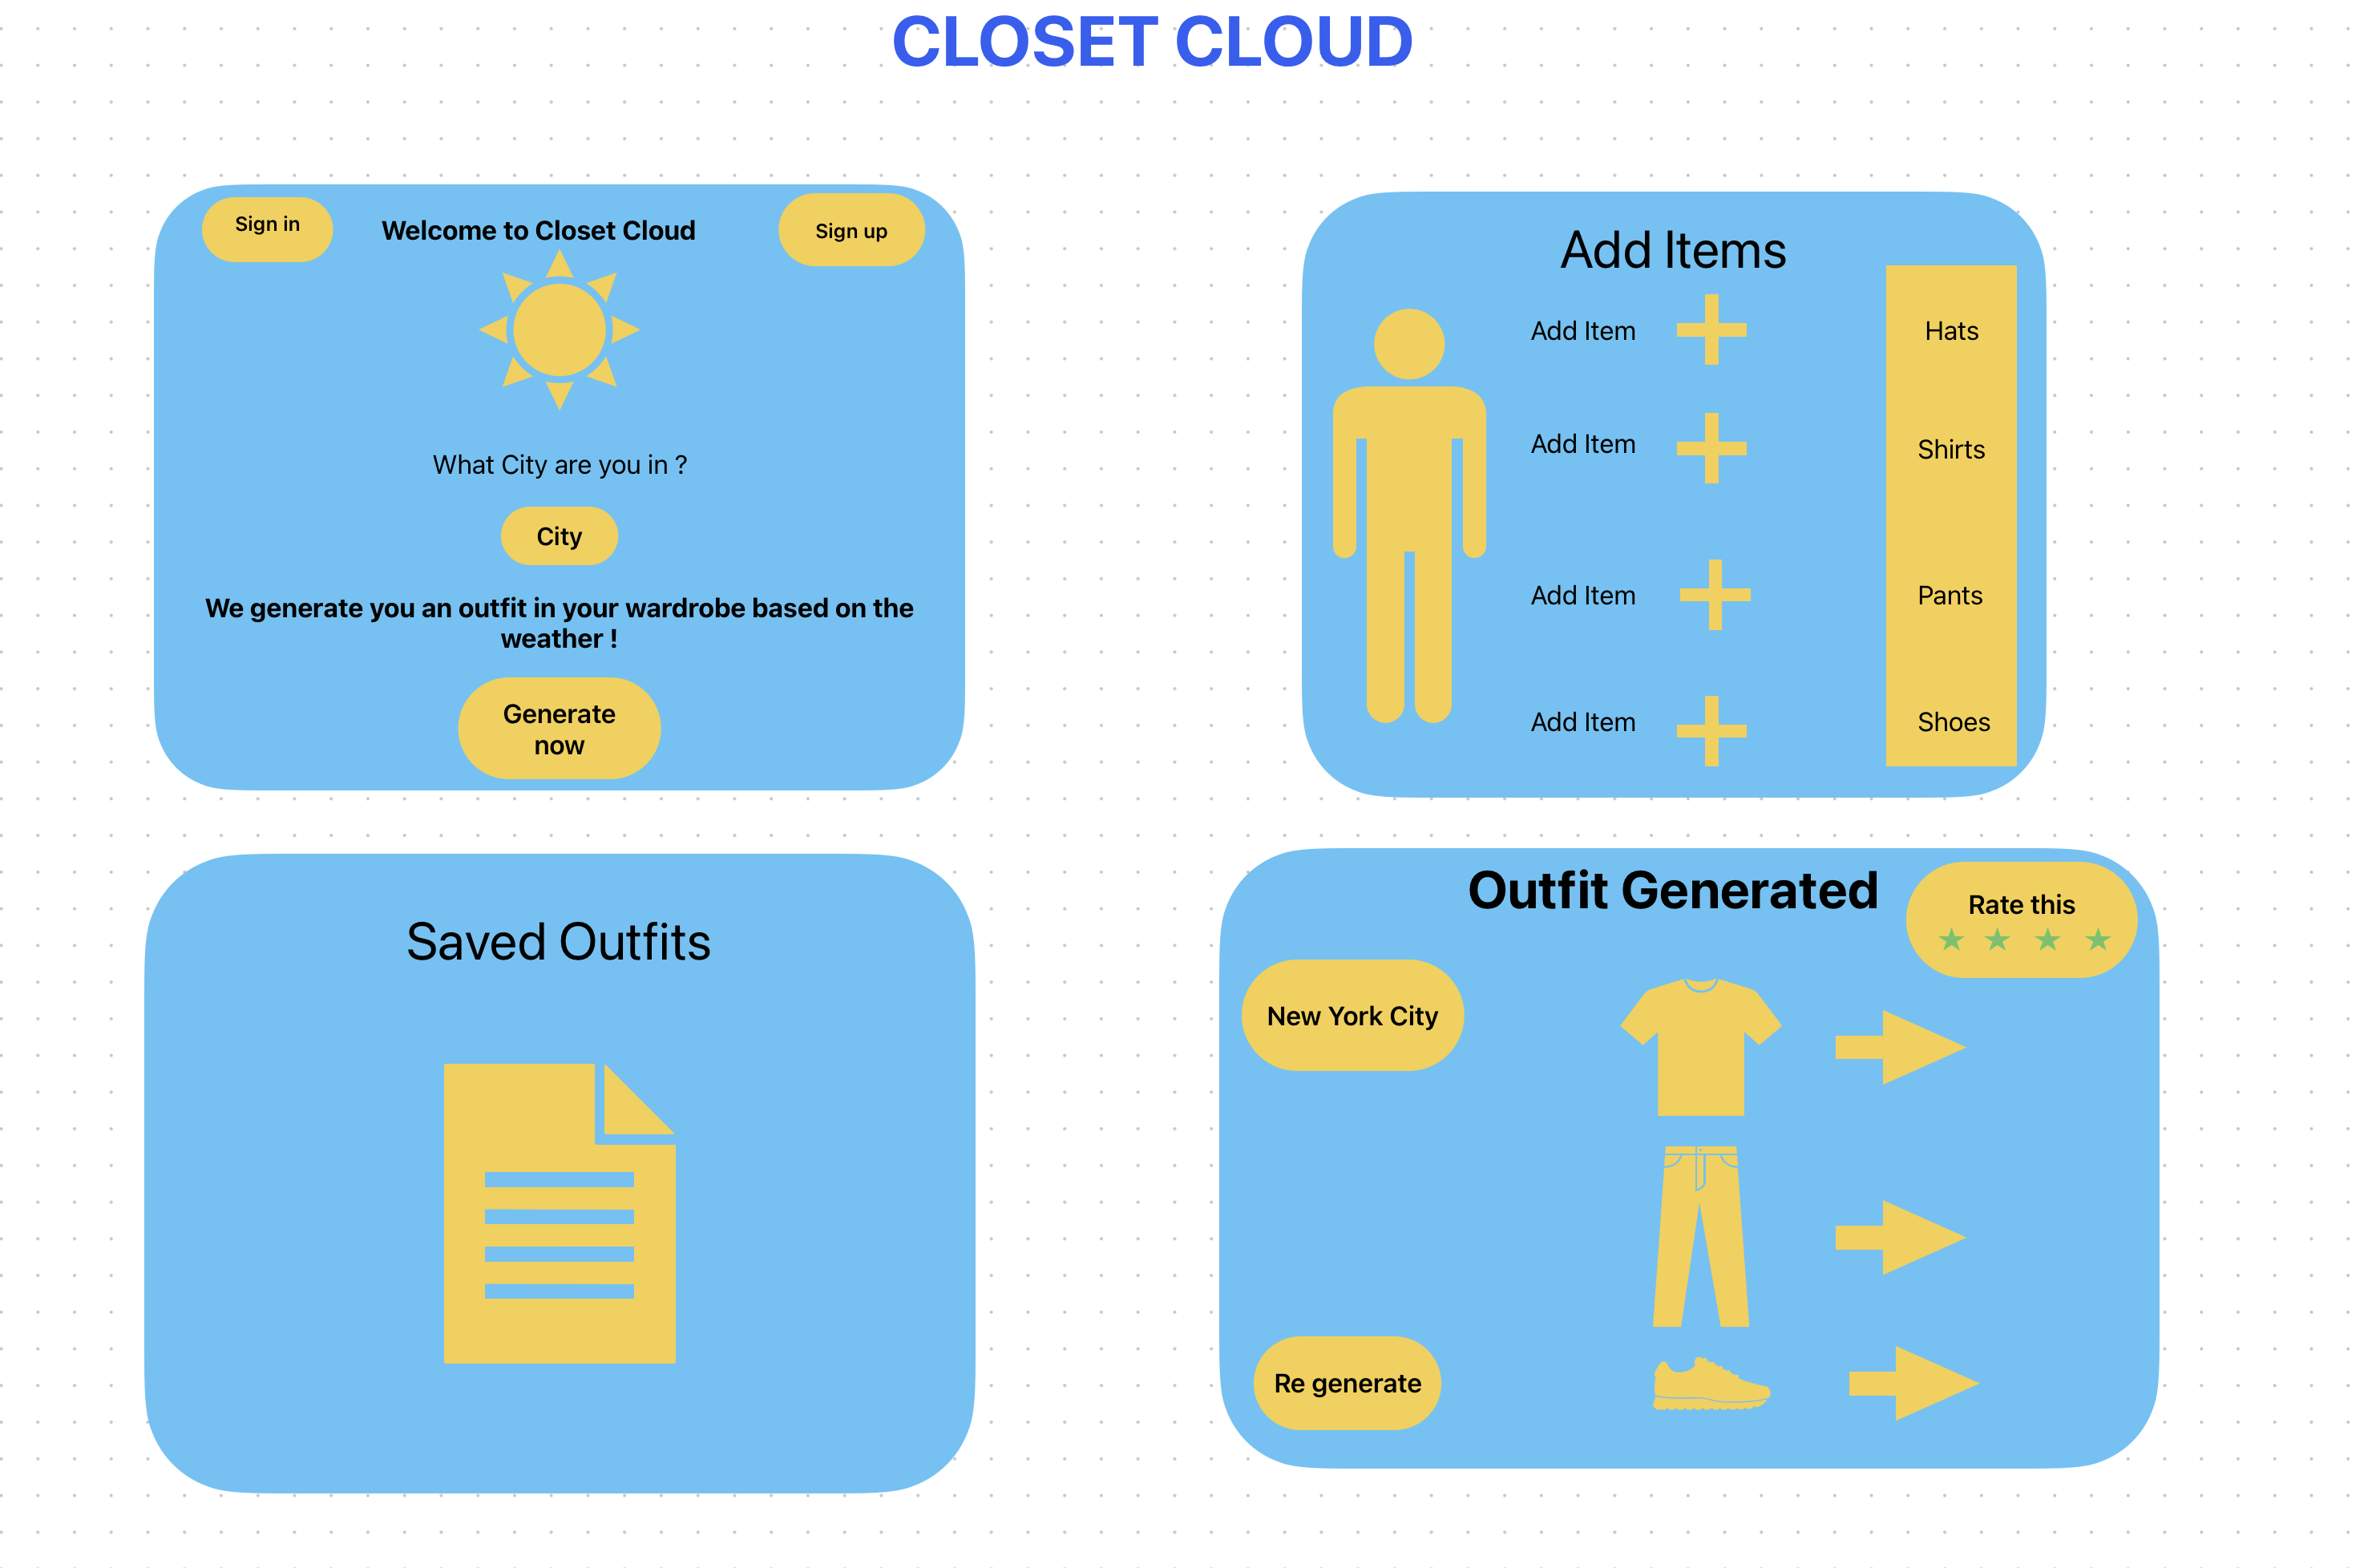 CLOSET CLOUD
Sign in
Welcome to Closet Cloud
Sign up
What City are you in ?
City
We generate you an outfit in your wardrobe based on the
weather !
Generate
now
Add Items
Add Item
Hats
Add Item
Shirts
Add Item
Pants
Add Item
Shoes
Saved Outfits
Outfit Generated
Rate this
New York City
Re generate